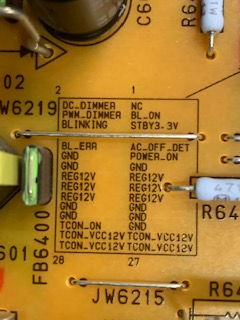 C6
02
2 1
W6219
DC_DIMMER NC
PWM_DIMMER BL_ON
BLINKING STBY3.3V
BL_ERR AC_OFF_DET
GND POWER_ON
GND GND
REG12V REG12V
REG12V REG12V
REG12V REG12V
GND GND
GND GND
TCON_ON GND
TCON_VCC12V TCON_VCC12V
TCON_VCC12V TCON_VCC12V
28 27
471
R64
FB6400
601
JW6215
R64